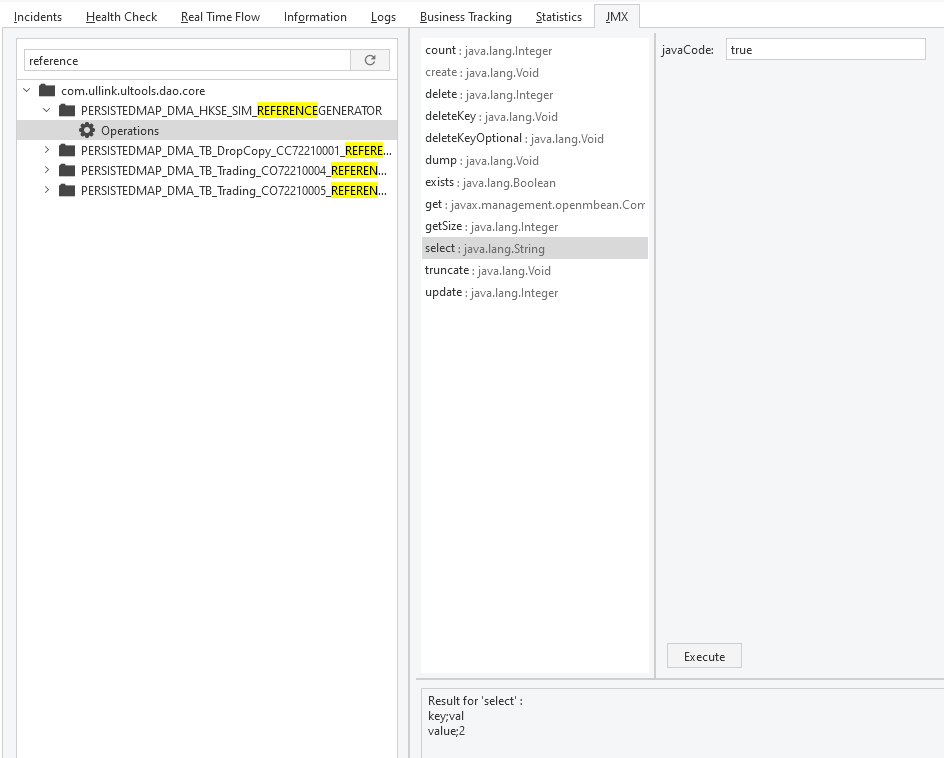 Incidents Health Check Real Time Flow Information Logs Business Tracking Statistics JMX
reference
com.ullink.ultools.dao.core
PERSISTEDMAP_DMA_HKSE_SIM_REFERENCEGENERATOR
Operations
PERSISTEDMAP_DMA_TB_DropCopy_CC72210001_REFERE...
PERSISTEDMAP_DMA_TB_Trading_CO72210004_REFEREN...
PERSISTEDMAP_DMA_TB_Trading_CO72210005_REFEREN...
count : java.lang.Integer
create : java.lang.Void
delete : java.lang.Integer
deleteKey : java.lang.Void
deleteKeyOptional : java.lang.Void
dump : java.lang.Void
exists : java.lang.Boolean
get : javax.management.openmbean.Com
getSize : java.lang.Integer
select : java.lang.String
truncate : java.lang.Void
update : java.lang.Integer
javaCode: true
Execute
Result for 'select' :
key;val
value;2